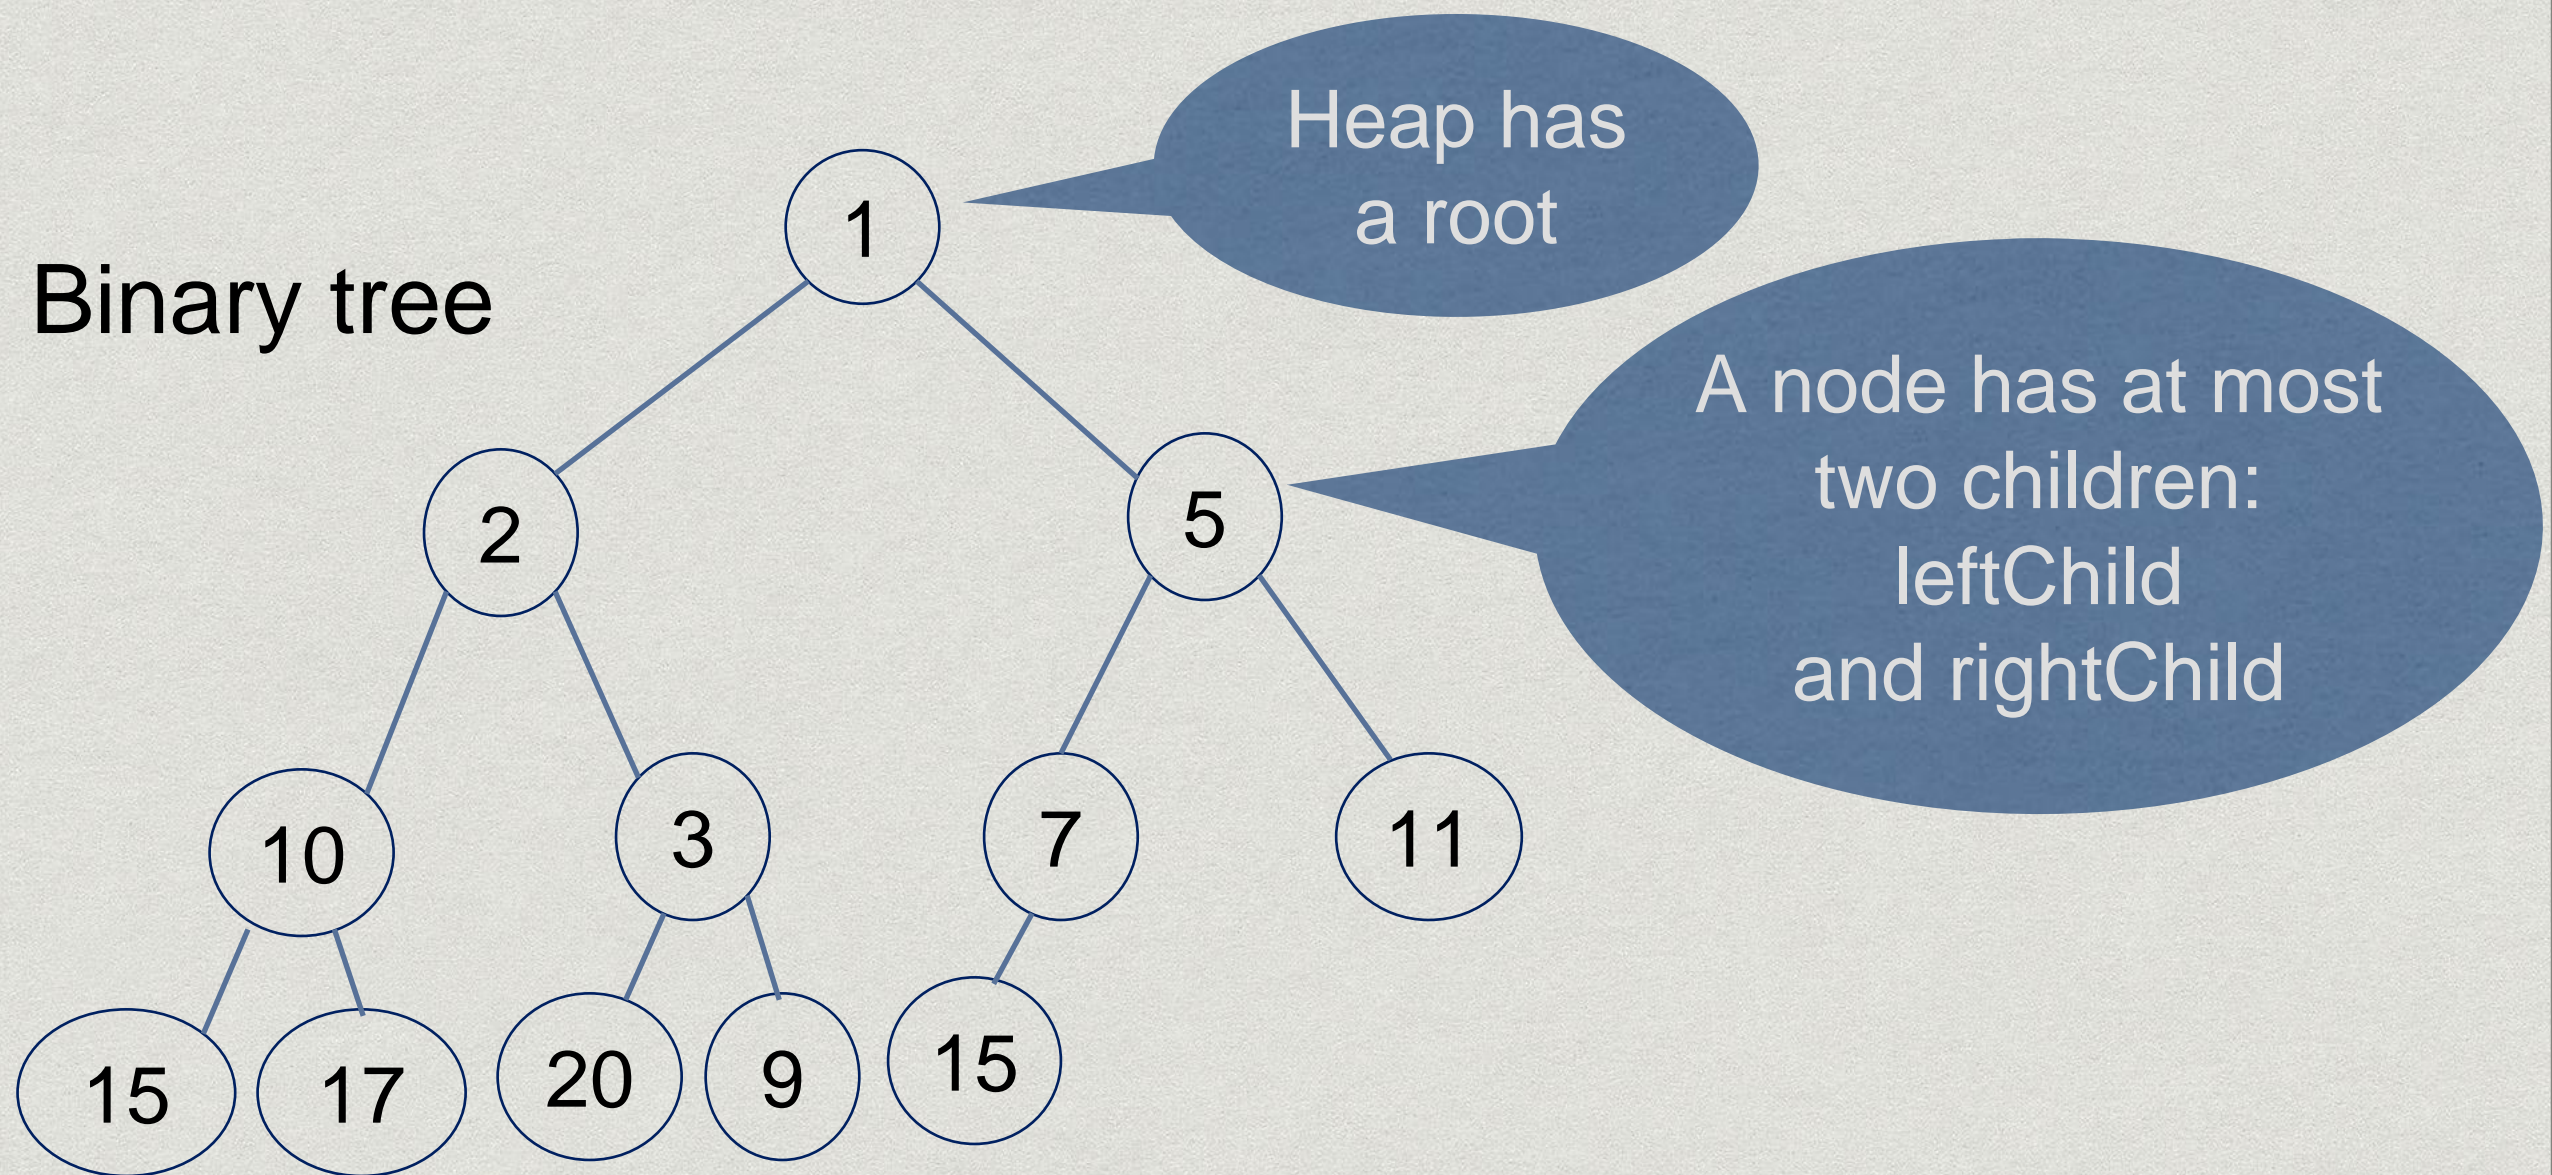 Heap has
a root
1
Binary tree
A node has at most
two children:
leftChild
and rightChild
2
5
10
3
7
11
15
17
20
9
15